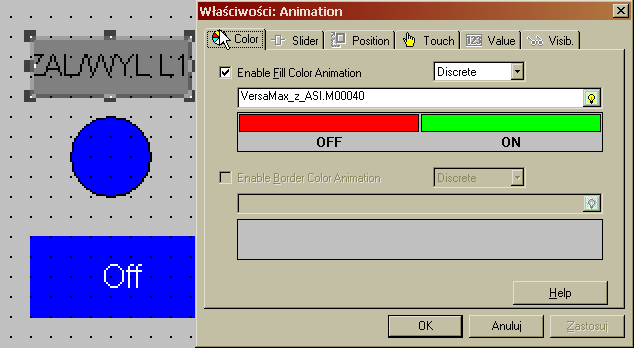 Właściwości: Animation
Color Slider Position Touch 123 Value Visib.
ZAL/WYL L1
Enable Fill Color Animation Discrete
VersaMax_z_ASI.M00040
OFF ON
Enable Border Color Animation Discrete
Off
Help
OK Anuluj Zastosuj